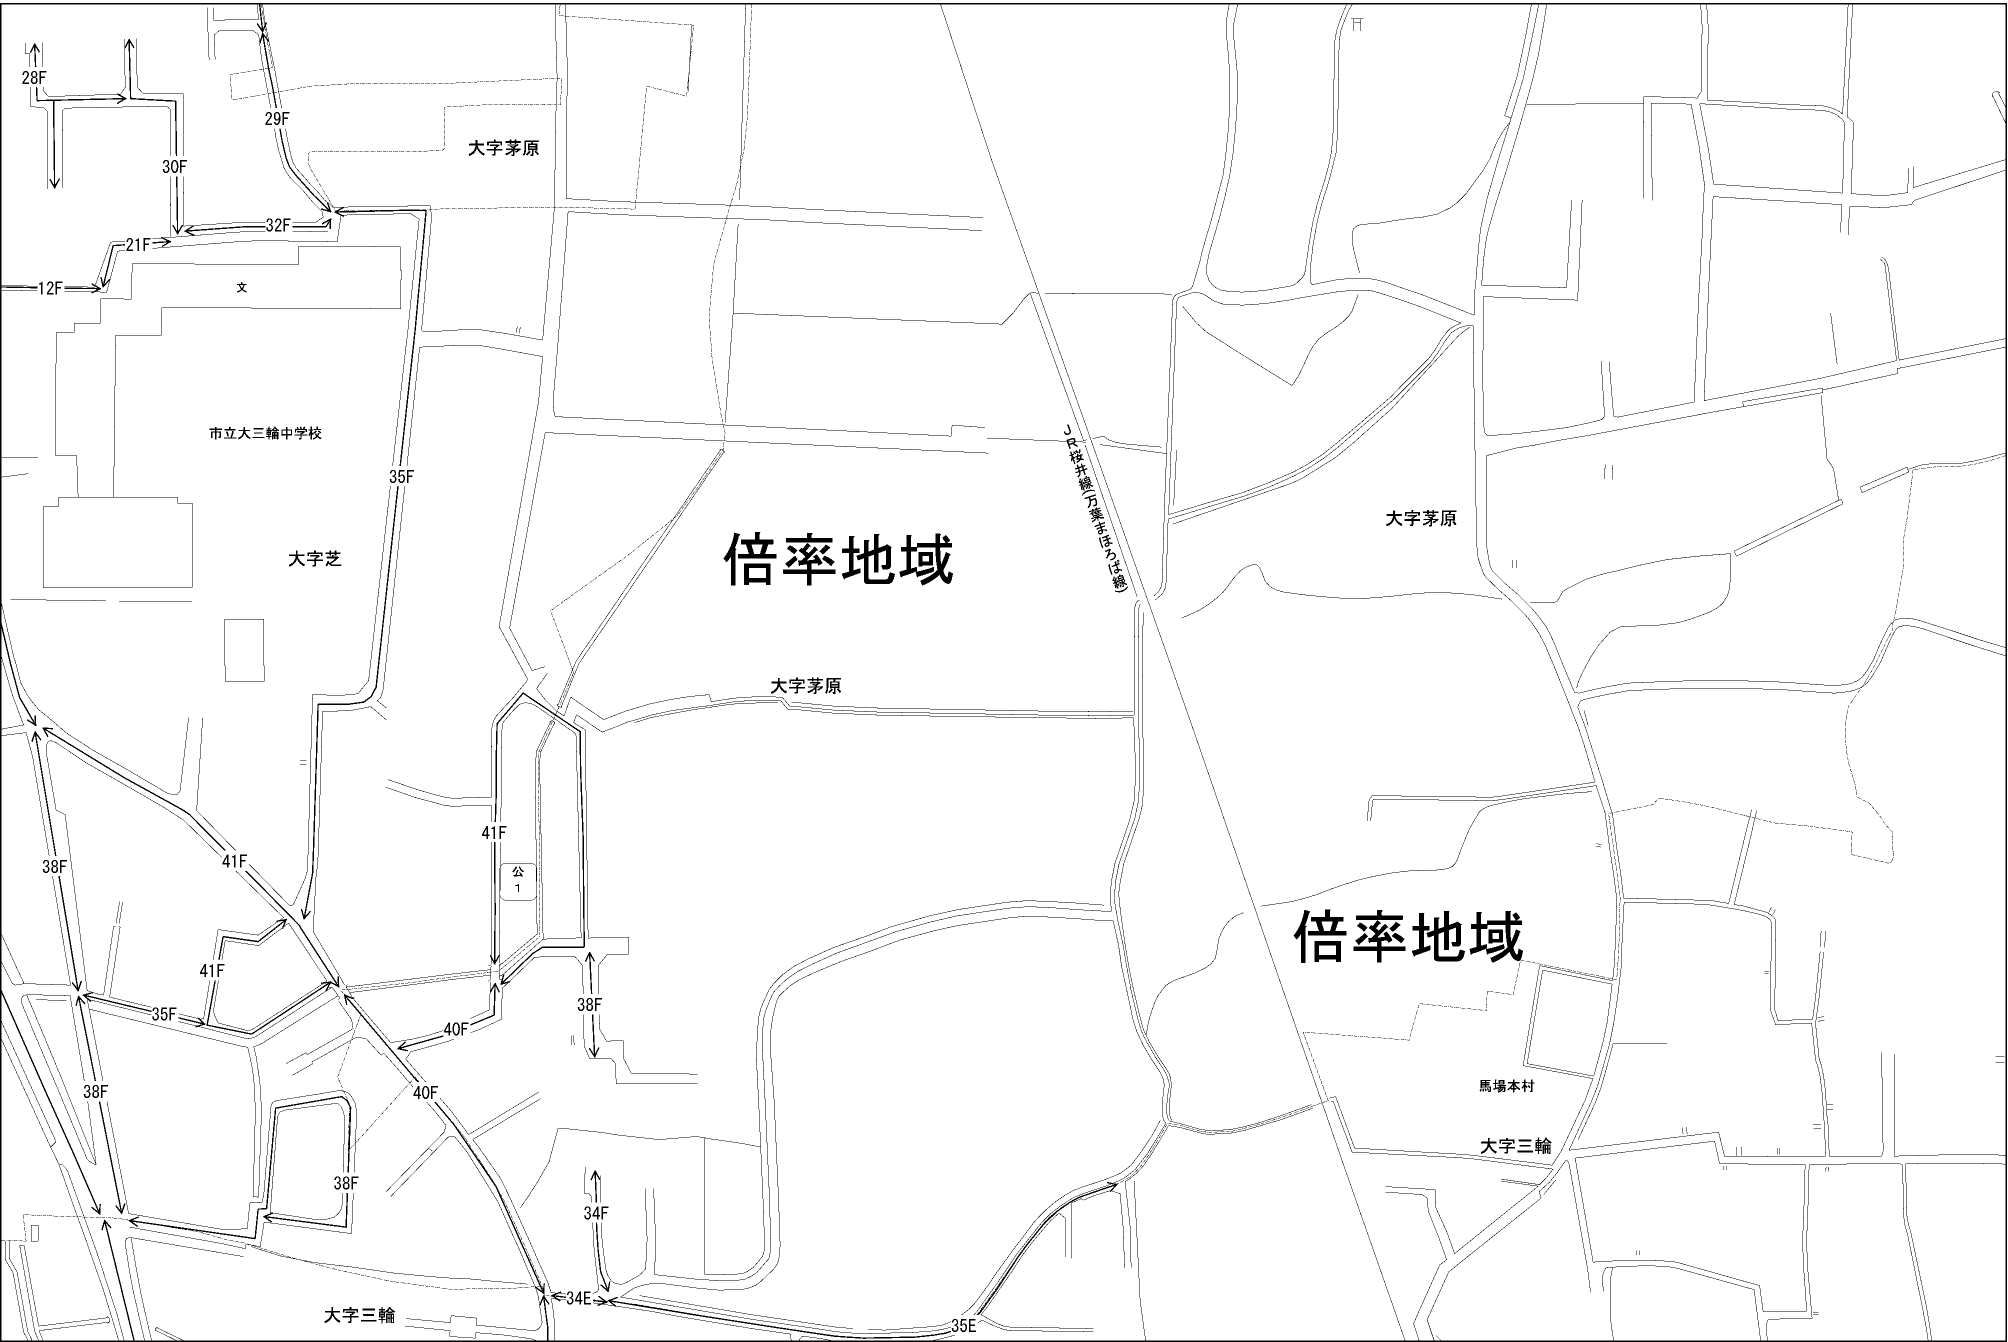 28F
29F
大字茅原
30F
32F
21F
12F
文
市立大三輪中学校
35F
JR桜井線(万葉まほろば線)
大字茅原
倍率地域
大字芝
大字茅原
41F
41F
38F
公
1
倍率地域
41F
38F
35F
40F
38F
40F
馬場本村
大字三輪
38F
34F
34E
大字三輪
35E